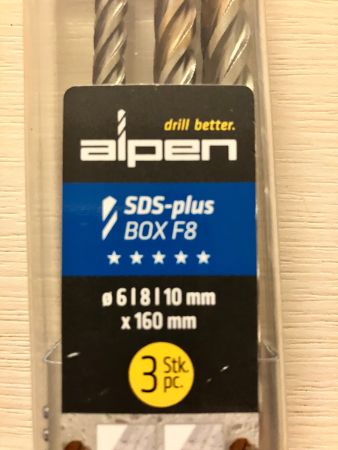 drill better.
alpen
SDS-plus
BOX F8
ø 6|8|10 mm
x 160 mm
3 Stk.
pc.